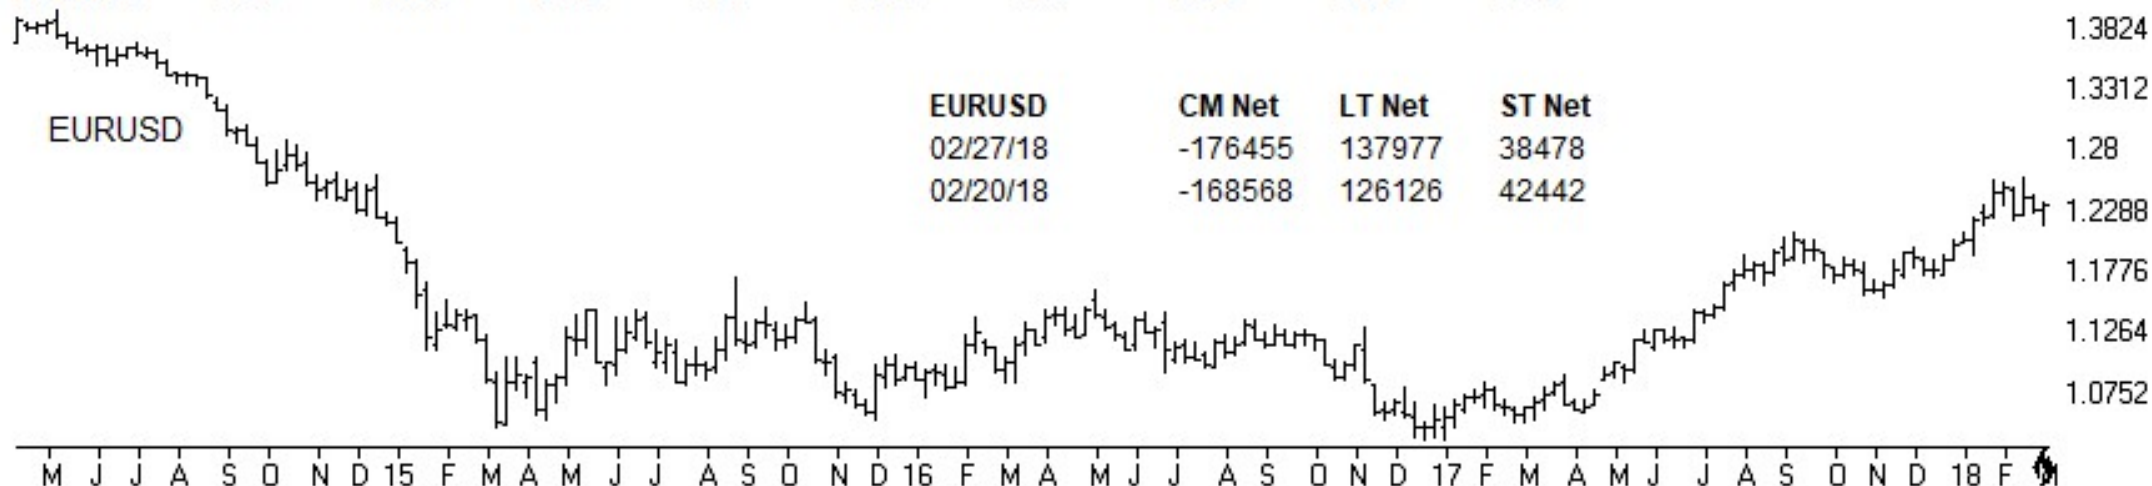 1.3824
1.3312
EURUSD CM Net LT Net ST Net
EURUSD
02/27/18 -176455 137977 38478
1.28
02/20/18 -168568 126126 42442
1.2288
1.1776
1.1264
1.0752
M J J A S O N D 15 F M A M J J A S O N D 16 F M A M J J A S O N D 17 F M A M J J A S O N D 18 F